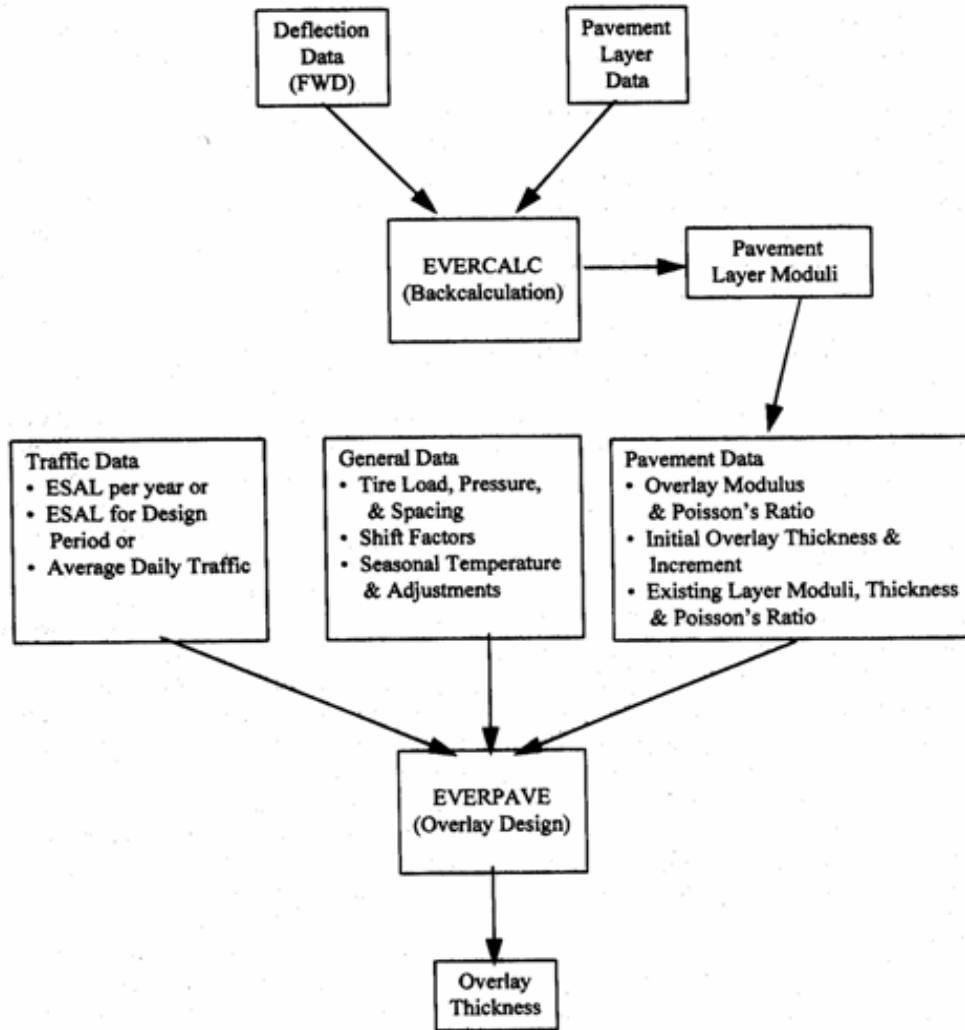 Deflection
Data
(FWD)
Pavement
Layer
Data
EVERCALC
(Backcalculation)
Pavement
Layer Moduli
Traffic Data
• ESAL per year or
• ESAL for Design
Period or
• Average Daily Traffic
General Data
• Tire Load, Pressure,
& Spacing
• Shift Factors
• Seasonal Temperature
& Adjustments
Pavement Data
• Overlay Modulus
& Poisson's Ratio
• Initial Overlay Thickness &
Increment
• Existing Layer Moduli, Thickness
& Poisson's Ratio
EVERPAVE
(Overlay Design)
Overlay
Thickness